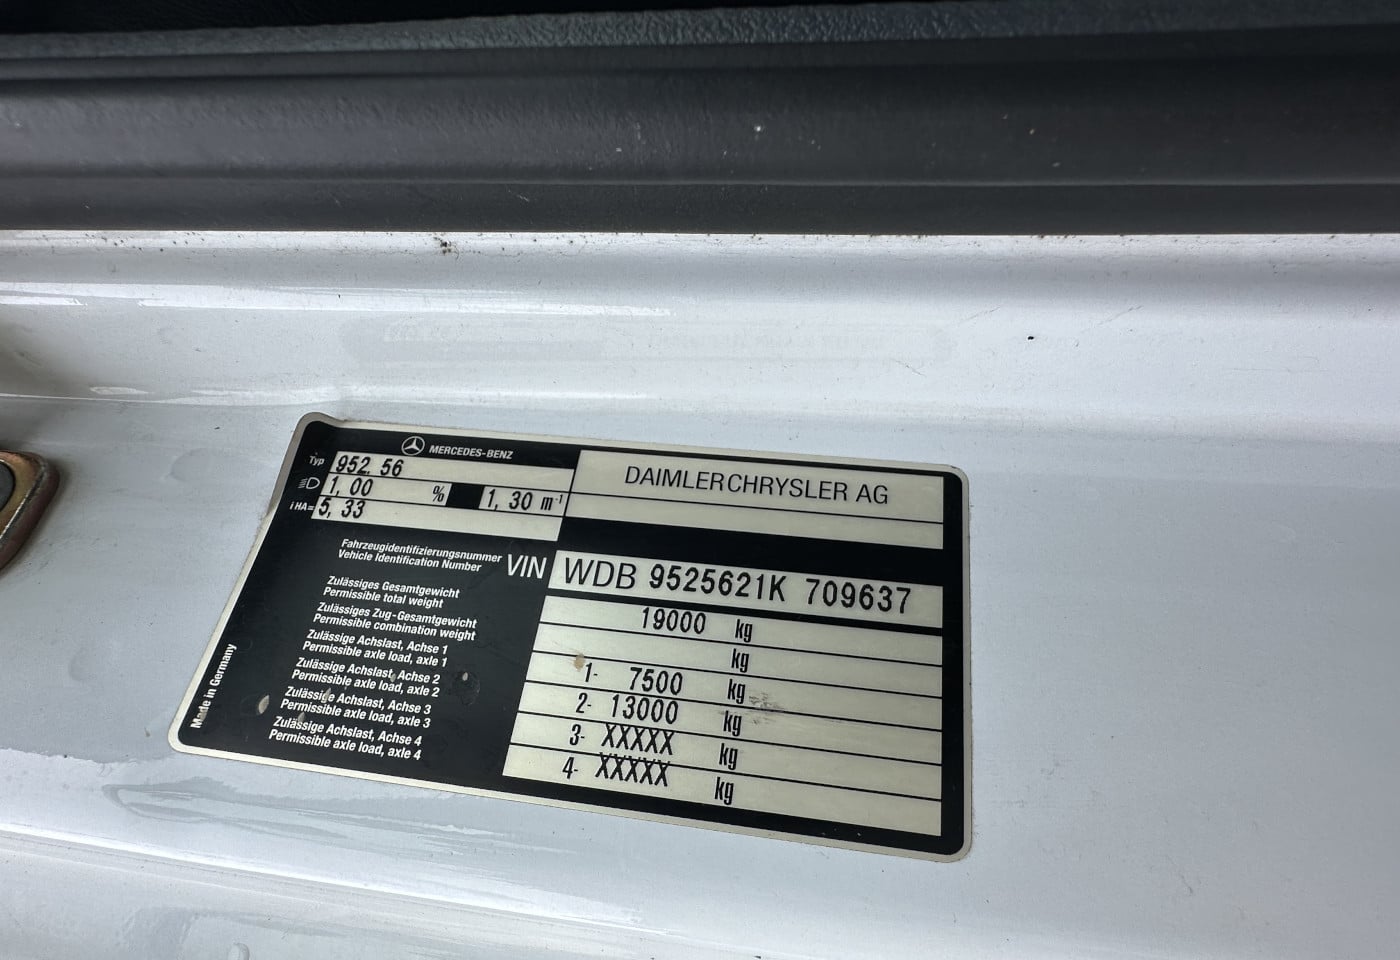 MERCEDES-BENZ
DAIMLERCHRYSLER AG
Typ 952. 56
1, 00 % 1, 30 m-1
i HA= 5, 33
Fahrzeugidentifizierungsnummer
Vehicle Identification Number
VIN WDB 9525621K 709637
Zulässiges Gesamtgewicht
Permissible total weight
19000 kg
Zulässiges Zug-Gesamtgewicht
Permissible combination weight
kg
Zulässige Achslast, Achse 1
Permissible axle load, axle 1
1- 7500 kg
Zulässige Achslast, Achse 2
Permissible axle load, axle 2
2- 13000 kg
Zulässige Achslast, Achse 3
Permissible axle load, axle 3
3- XXXXX kg
Zulässige Achslast, Achse 4
Permissible axle load, axle 4
4- XXXXX kg
Made in Germany